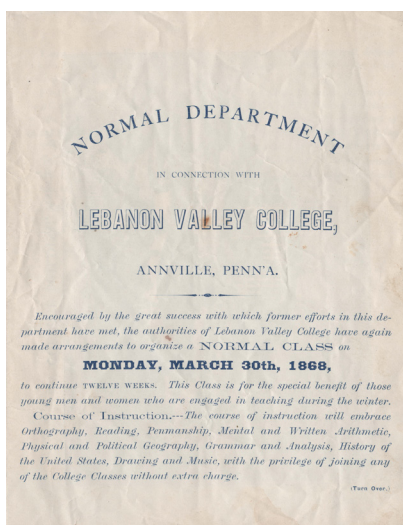 NORMAL DEPARTMENT
IN CONNECTION WITH
LEBANON VALLEY COLLEGE,
ANNVILLE, PENN'A.
Encouraged by the great success with which former efforts in this de-
partment have met, the authorities of Lebanon Valley College have again
made arrangements to organize a NORMAL CLASS on
MONDAY, MARCH 30th, 1868,
to continue TWELVE WEEKS. This Class is for the special benefit of those
young men and women who are engaged in teaching during the winter.
Course of Instruction.—The course of instruction will embrace
Orthography, Reading, Penmanship, Mental and Written Arithmetic,
Physical and Political Geography, Grammar and Analysis, History of
the United States, Drawing and Music, with the privilege of joining any
of the College Classes without extra charge.
(Turn Over.)